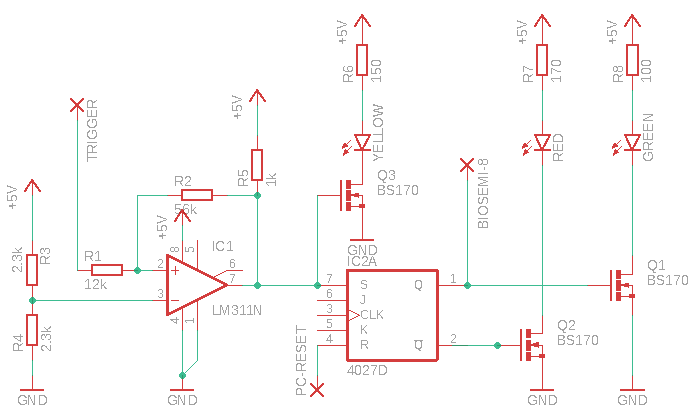 +5V
R6
150
YELLOW
Q3
BS170
GND
+5V
R7
170
RED
+5V
R8
100
GREEN
TRIGGER
+5V
R5
1k
R2
56k
+5V
+5V
R3
2.3k
R4
2.3k
GND
R1
12k
IC1
LM311N
2
+
3
−
8
5
6
7
4
1
GND
IC2A
7
S
6
J
3
CLK
5
K
4
R
Q
1
Q
2
4027D
PC-RESET
BIOSEMI-8
Q2
BS170
GND
Q1
BS170
GND